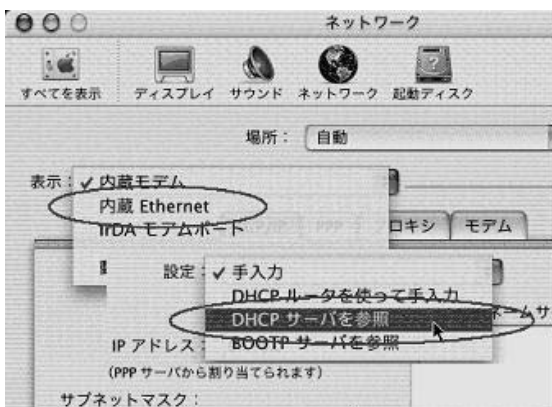 ネットワーク
すべてを表示 ディスプレイ サウンド ネットワーク 起動ディスク
場所： 自動
表示： ✓ 内蔵モデム
内蔵 Ethernet
IrDA モデムポート
PPP ロキシ モデム
設定： ✓ 手入力
DHCP ルータを使って手入力
DHCP サーバを参照
ネームサ
BOOTP サーバを参照
IP アドレス：
(PPP サーバから割り当てられます)
サブネットマスク：